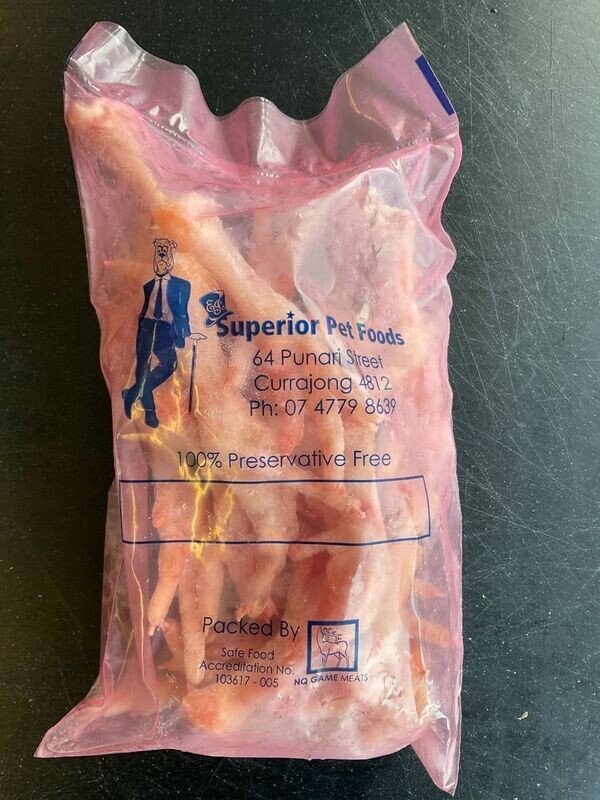 EJ's
Superior Pet Foods
64 Punari Street
Currajong 4812
Ph: 07 4779 8639
100% Preservative Free
Packed By
Safe Food
Accreditation No.
103617 - 005
NQ GAME MEATS